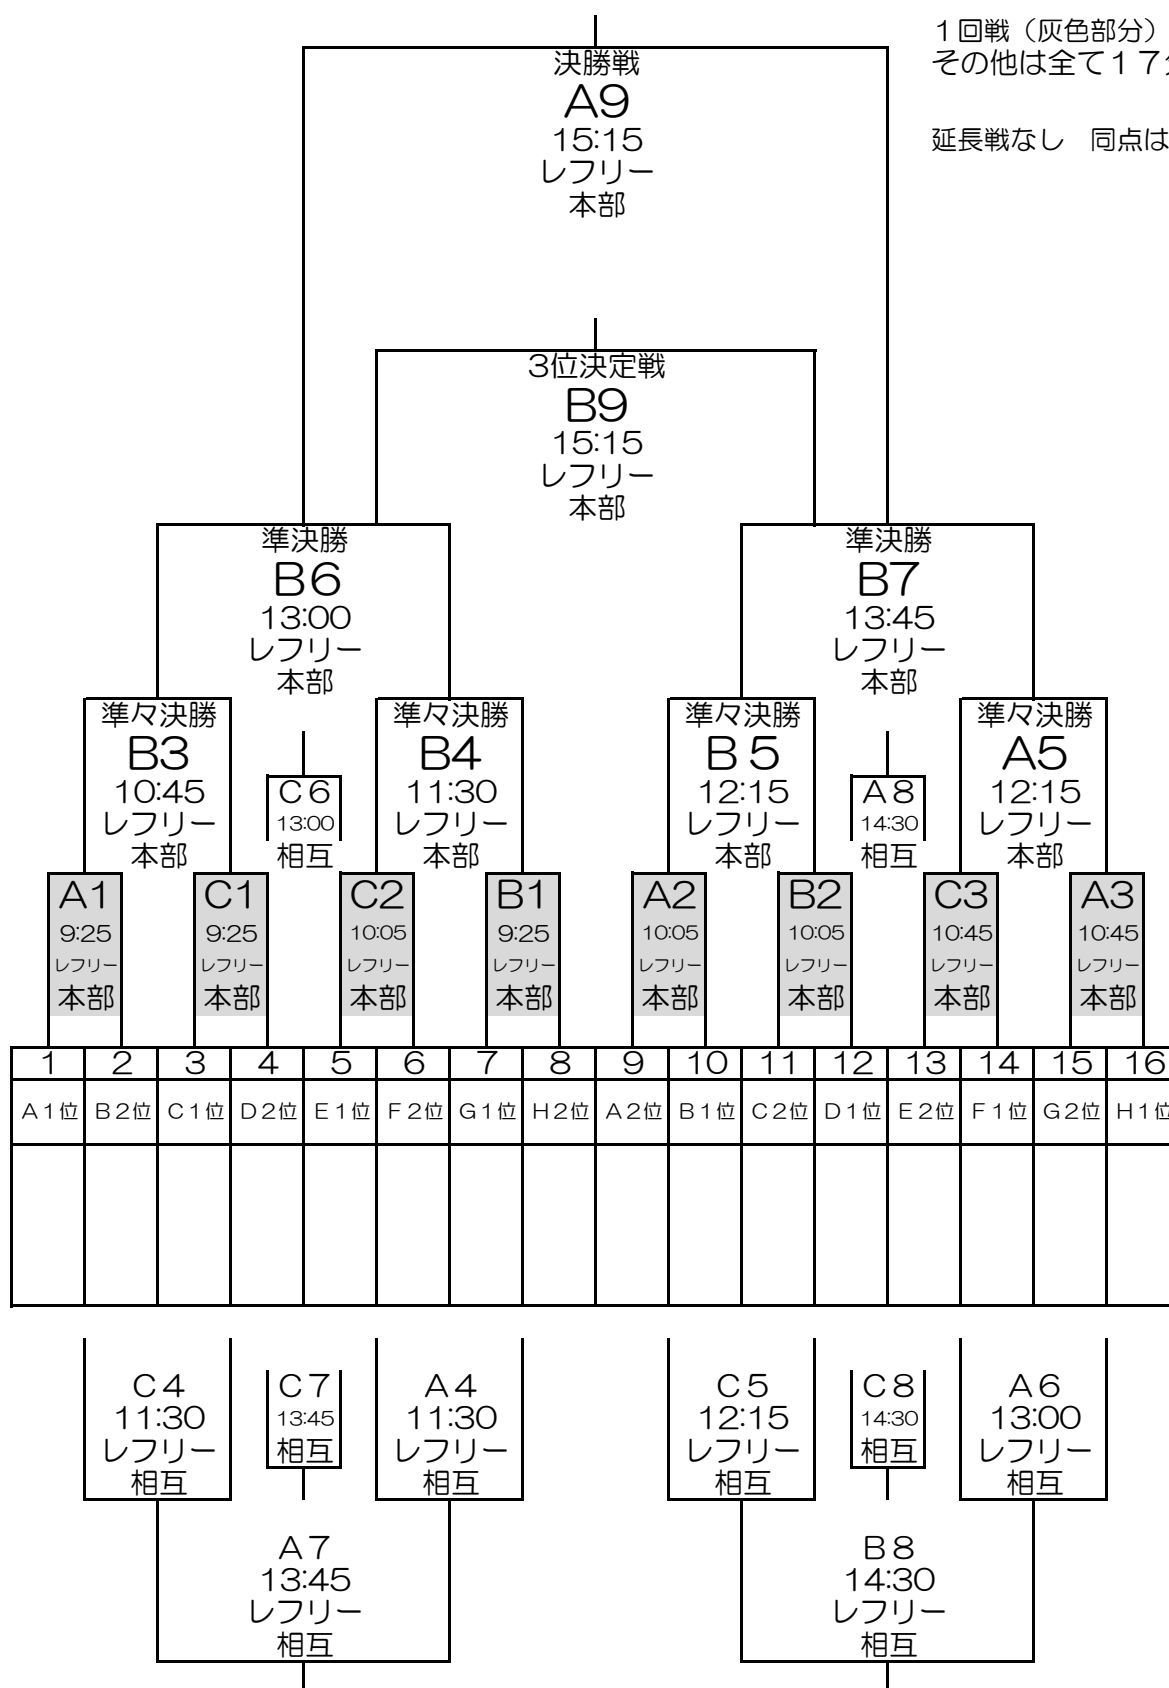 １回戦（灰色部分）
その他は全て１７
延長戦なし　同点は
決勝戦
A9
15:15
レフリー
本部
3位決定戦
B9
15:15
レフリー
本部
準決勝
B6
13:00
レフリー
本部
準決勝
B7
13:45
レフリー
本部
準々決勝
B3
10:45
レフリー
本部
C6
13:00
相互
準々決勝
B4
11:30
レフリー
本部
準々決勝
B5
12:15
レフリー
本部
A8
14:30
相互
準々決勝
A5
12:15
レフリー
本部
A1
9:25
レフリー
本部
C1
9:25
レフリー
本部
C2
10:05
レフリー
本部
B1
9:25
レフリー
本部
A2
10:05
レフリー
本部
B2
10:05
レフリー
本部
C3
10:45
レフリー
本部
A3
10:45
レフリー
本部
1 2 3 4 5 6 7 8 9 10 11 12 13 14 15 16
A1位 B2位 C1位 D2位 E1位 F2位 G1位 H2位 A2位 B1位 C2位 D1位 E2位 F1位 G2位 H1位
C4
11:30
レフリー
相互
C7
13:45
相互
A4
11:30
レフリー
相互
C5
12:15
レフリー
相互
C8
14:30
相互
A6
13:00
レフリー
相互
A7
13:45
レフリー
相互
B8
14:30
レフリー
相互